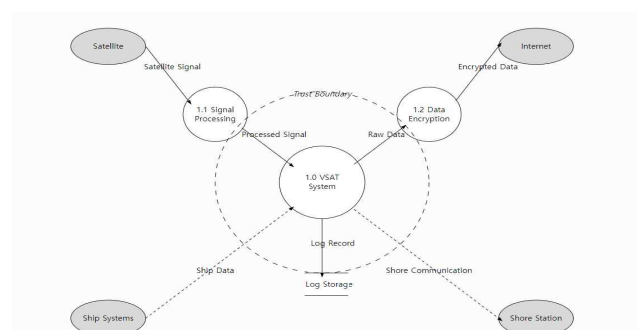 Satellite
Internet
Satellite Signal
Encrypted Data
Trust Boundary
1.1 Signal
Processing
1.2 Data
Encryption
Processed Signal
Raw Data
1.0 VSAT
System
Log Record
Ship Data
Shore Communication
Log Storage
Ship Systems
Shore Station